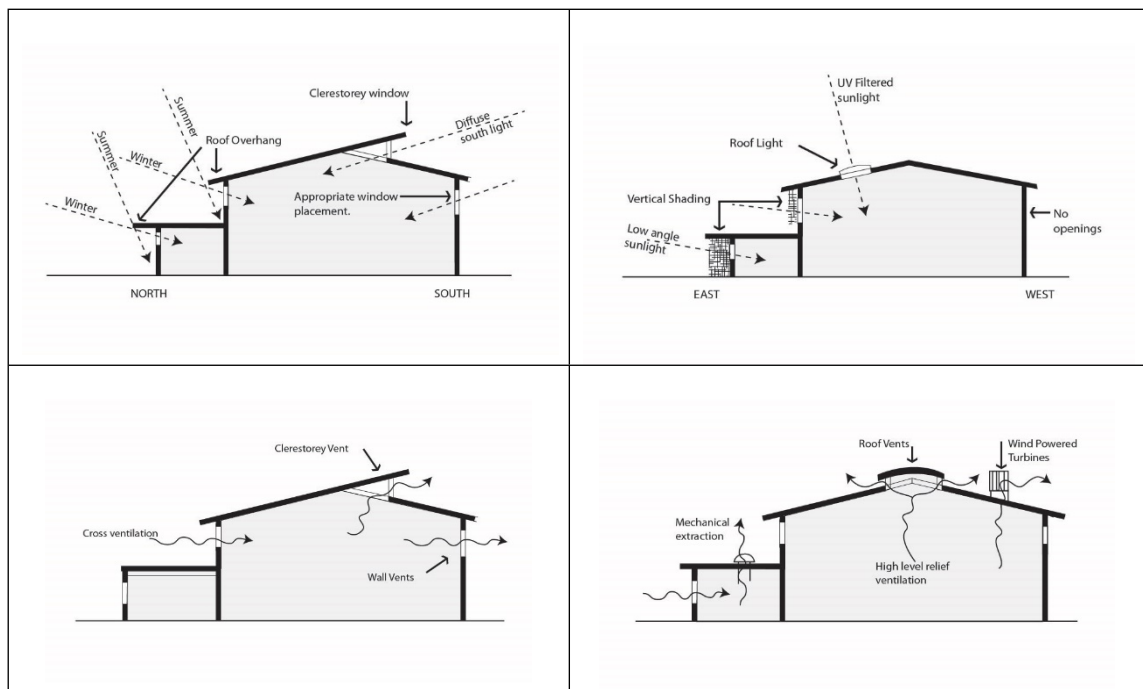 Clerestorey window
Summer
Summer
Roof Overhang
Diffuse
south light
Winter
Winter
Appropriate window
placement.
NORTH
SOUTH
UV Filtered
sunlight
Roof Light
Vertical Shading
Low angle
sunlight
No
openings
EAST
WEST
Clerestorey Vent
Cross ventilation
Wall Vents
Roof Vents
Wind Powered
Turbines
Mechanical
extraction
High level relief
ventilation